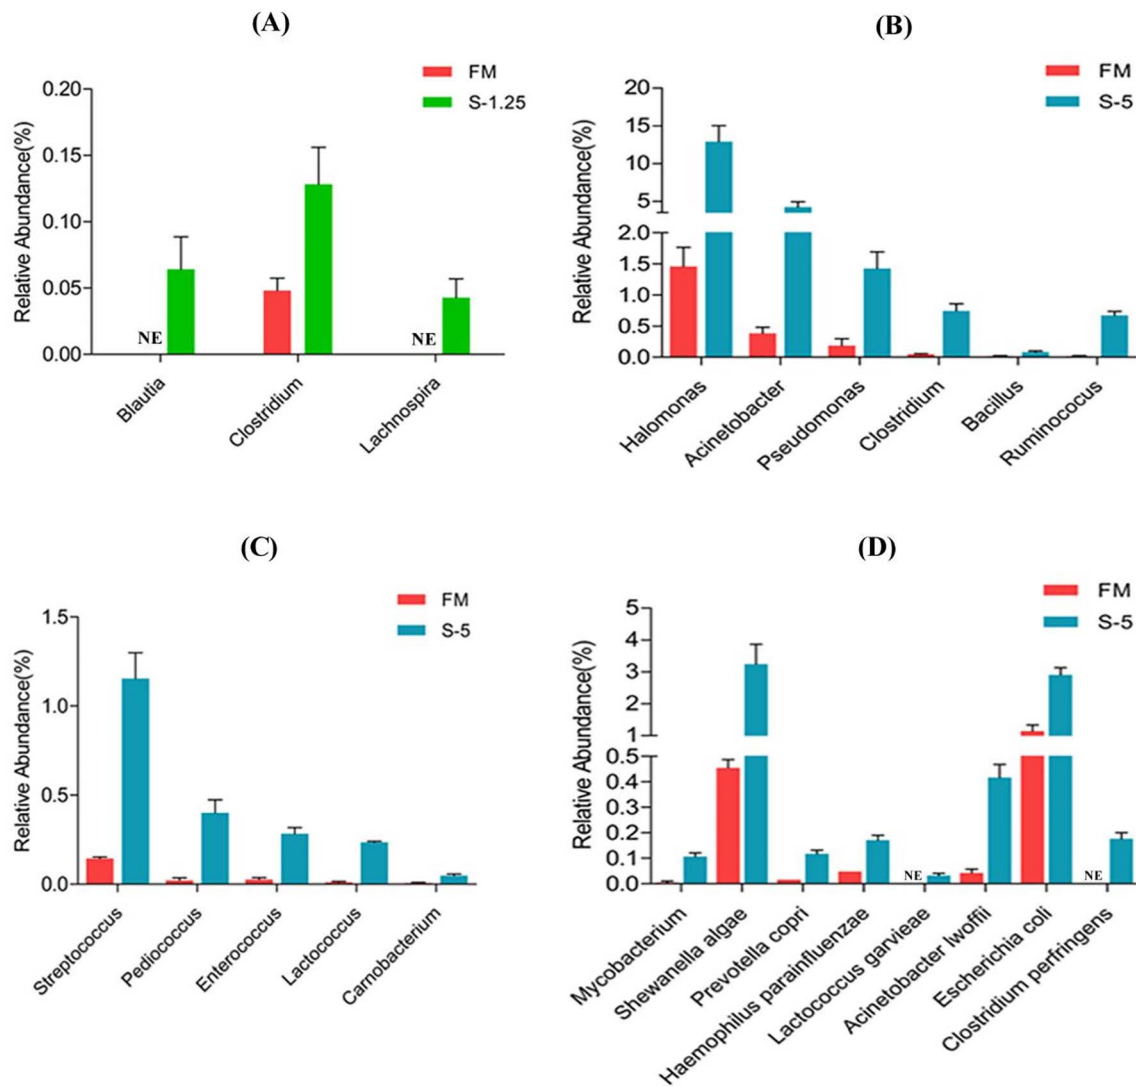 (A)
FM
S-1.25
Relative Abundance(%)
0.20
0.15
0.10
0.05
0.00
NE
NE
Blautia
Clostridium
Lachnospira
(B)
FM
S-5
Relative Abundance(%)
20
15
10
5
2.0
1.5
1.0
0.5
0.0
Halomonas
Acinetobacter
Pseudomonas
Clostridium
Bacillus
Ruminococus
(C)
FM
S-5
Relative Abundance(%)
1.5
1.0
0.5
0.0
Streptococcus
Pediococcus
Enterococcus
Lactococcus
Carnobacterium
(D)
FM
S-5
Relative Abundance(%)
5
4
3
2
1
0.5
0.4
0.3
0.2
0.1
0.0
NE
NE
Mycobacterium
Shewanella algae
Prevotella copri
Haemophilus parainfluenzae
Lactococcus garvieae
Acinetobacter lwoffii
Escherichia coli
Clostridium perfringens